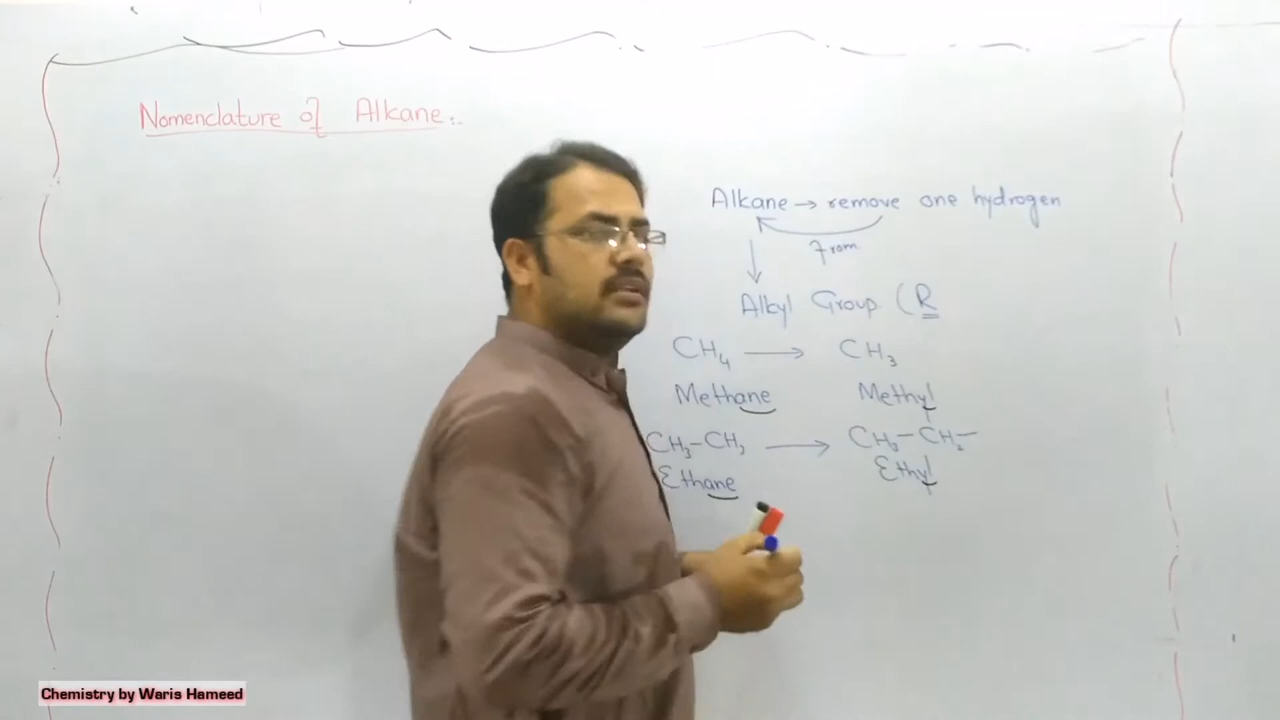 Nomenclature of Alkane:-
Alkane → remove one hydrogen
from
Alkyl Group (R
CH₄ → CH₃
Methane Methyl
CH₃-CH₃ → CH₃-CH₂-
Ethane Ethyl
Chemistry by Waris Hameed